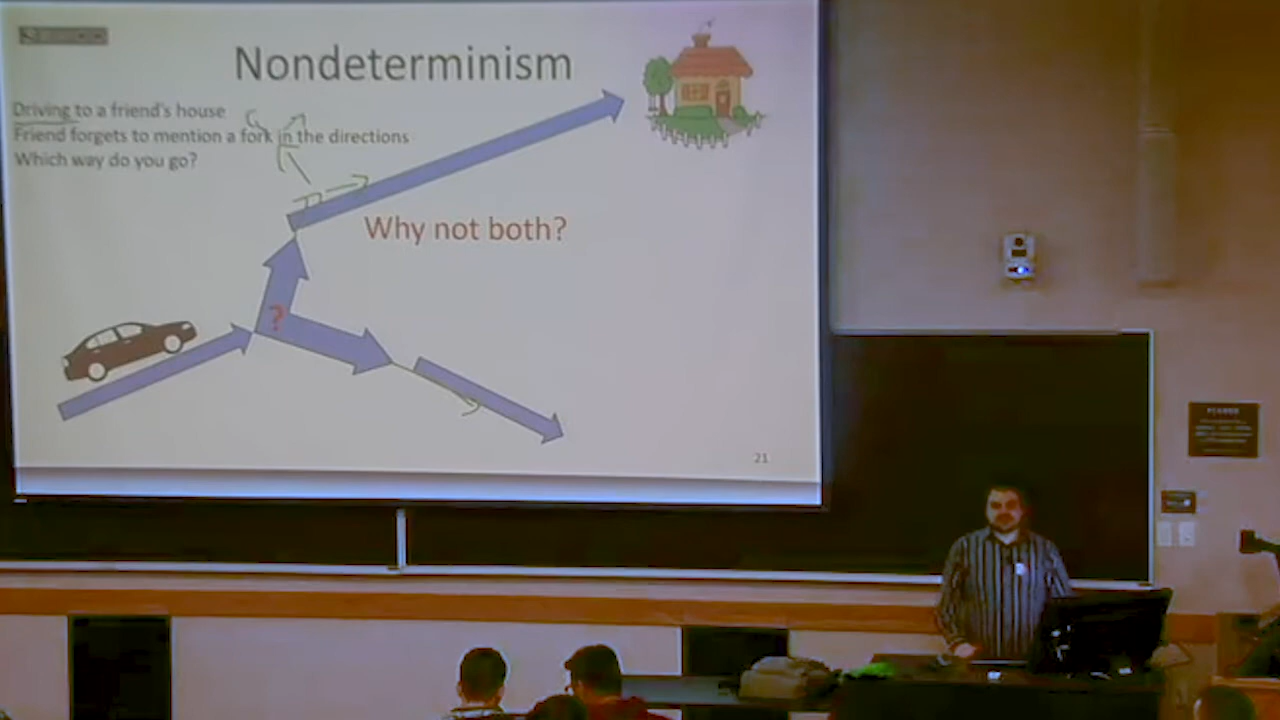 Nondeterminism
Driving to a friend's house
Friend forgets to mention a fork in the directions
Which way do you go?
Why not both?
?
21